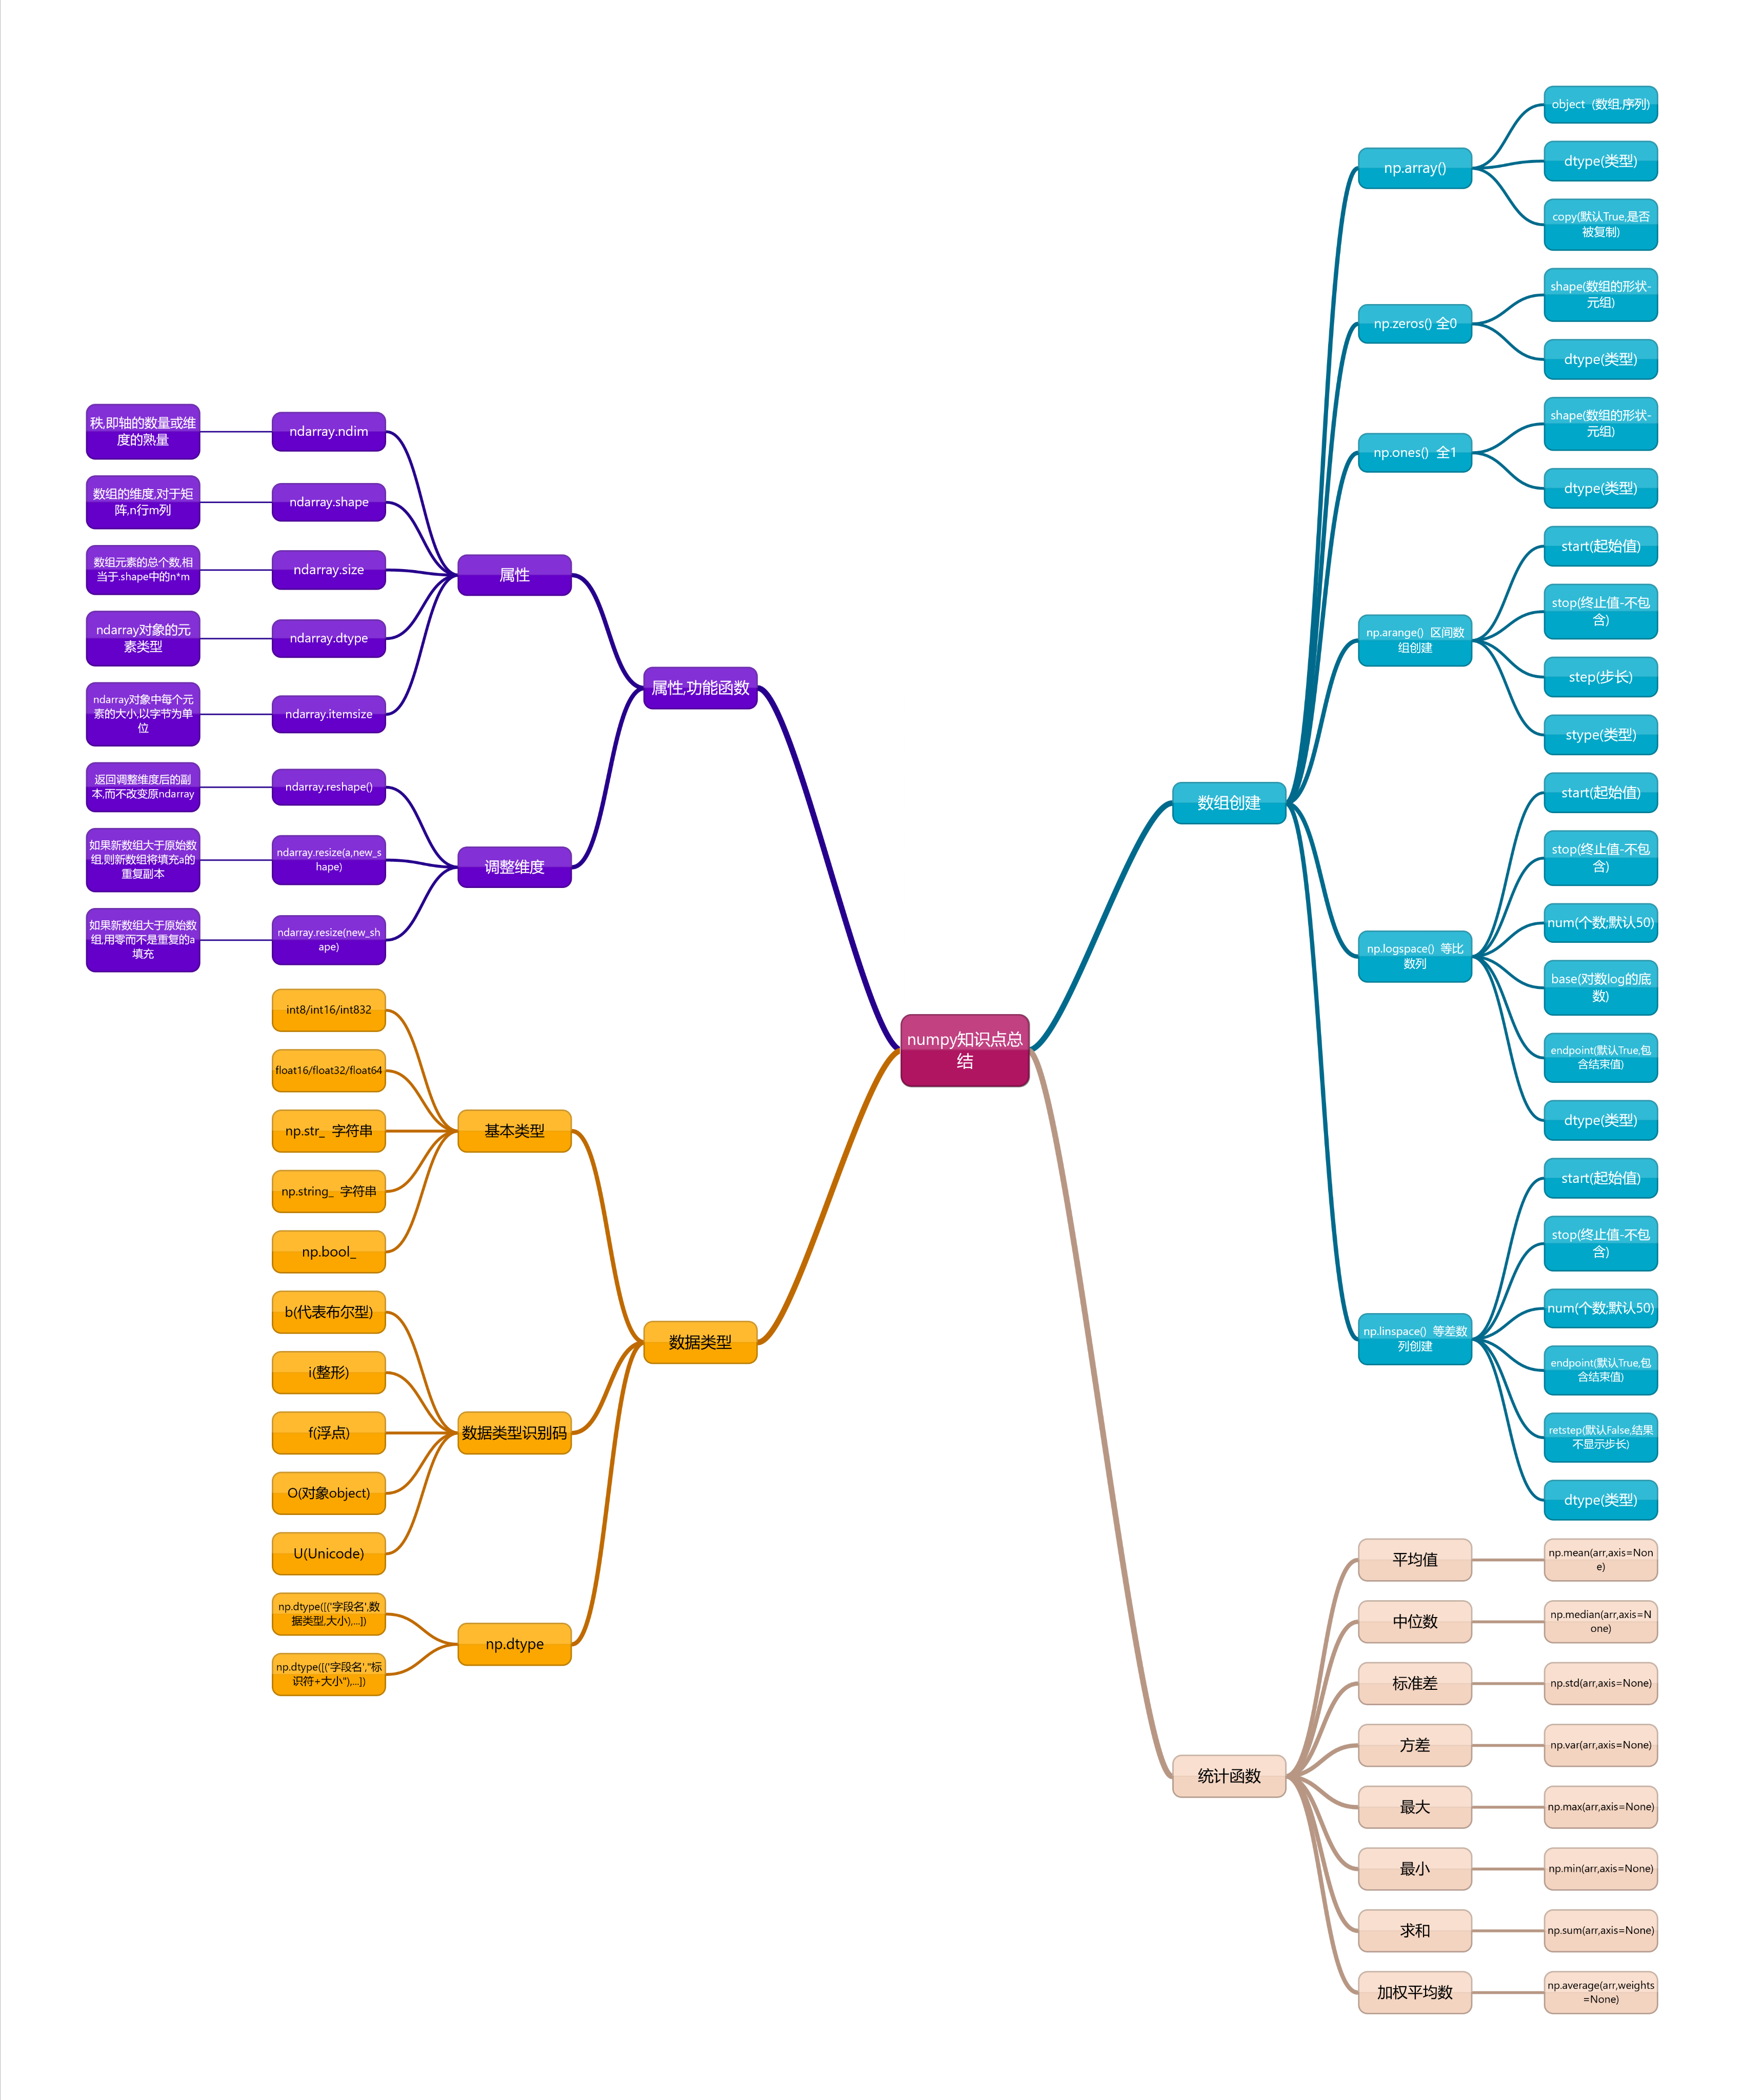 numpy知识点总
结
数组创建
np.array()
object  (数组,序列)
dtype(类型)
copy(默认True,是否
被复制)
np.zeros() 全0
shape(数组的形状-
元组)
dtype(类型)
np.ones()  全1
shape(数组的形状-
元组)
dtype(类型)
np.arange()  区间数
组创建
start(起始值)
stop(终止值-不包
含)
step(步长)
stype(类型)
np.logspace()  等比
数列
start(起始值)
stop(终止值-不包
含)
num(个数;默认50)
base(对数log的底
数)
endpoint(默认True,包
含结束值)
dtype(类型)
np.linspace()  等差数
列创建
start(起始值)
stop(终止值-不包
含)
num(个数;默认50)
endpoint(默认True,包
含结束值)
retstep(默认False,结果
不显示步长)
dtype(类型)
统计函数
平均值
np.mean(arr,axis=Non
e)
中位数
np.median(arr,axis=N
one)
标准差
np.std(arr,axis=None)
方差
np.var(arr,axis=None)
最大
np.max(arr,axis=None)
最小
np.min(arr,axis=None)
求和
np.sum(arr,axis=None)
加权平均数
np.average(arr,weights
=None)
属性,功能函数
属性
ndarray.ndim
秩,即轴的数量或维
度的熟量
ndarray.shape
数组的维度,对于矩
阵,n行m列
ndarray.size
数组元素的总个数,相
当于.shape中的n*m
ndarray.dtype
ndarray对象的元
素类型
ndarray.itemsize
ndarray对象中每个元
素的大小,以字节为单
位
调整维度
ndarray.reshape()
返回调整维度后的副
本,而不改变原ndarray
ndarray.resize(a,new_s
hape)
如果新数组大于原始数
组,则新数组将填充a的
重复副本
ndarray.resize(new_sh
ape)
如果新数组大于原始数
组,用零而不是重复的a
填充
数据类型
基本类型
int8/int16/int832
float16/float32/float64
np.str_  字符串
np.string_  字符串
np.bool_
数据类型识别码
b(代表布尔型)
i(整形)
f(浮点)
O(对象object)
U(Unicode)
np.dtype
np.dtype([("字段名',数
据类型,大小),...])
np.dtype([("字段名',"标
识符+大小"),...])